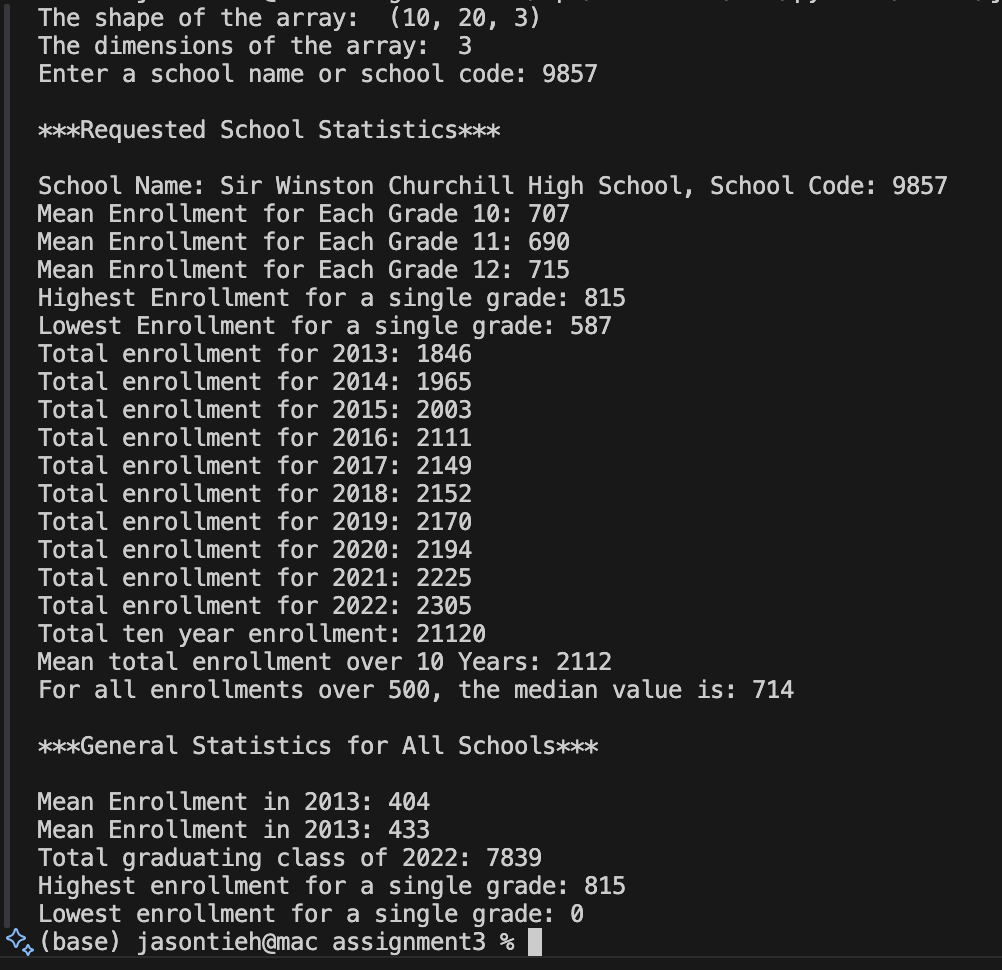 The shape of the array:  (10, 20, 3)
The dimensions of the array:  3
Enter a school name or school code: 9857
***Requested School Statistics***
School Name: Sir Winston Churchill High School, School Code: 9857
Mean Enrollment for Each Grade 10: 707
Mean Enrollment for Each Grade 11: 690
Mean Enrollment for Each Grade 12: 715
Highest Enrollment for a single grade: 815
Lowest Enrollment for a single grade: 587
Total enrollment for 2013: 1846
Total enrollment for 2014: 1965
Total enrollment for 2015: 2003
Total enrollment for 2016: 2111
Total enrollment for 2017: 2149
Total enrollment for 2018: 2152
Total enrollment for 2019: 2170
Total enrollment for 2020: 2194
Total enrollment for 2021: 2225
Total enrollment for 2022: 2305
Total ten year enrollment: 21120
Mean total enrollment over 10 Years: 2112
For all enrollments over 500, the median value is: 714
***General Statistics for All Schools***
Mean Enrollment in 2013: 404
Mean Enrollment in 2013: 433
Total graduating class of 2022: 7839
Highest enrollment for a single grade: 815
Lowest enrollment for a single grade: 0
(base) jasontieh@mac assignment3 %